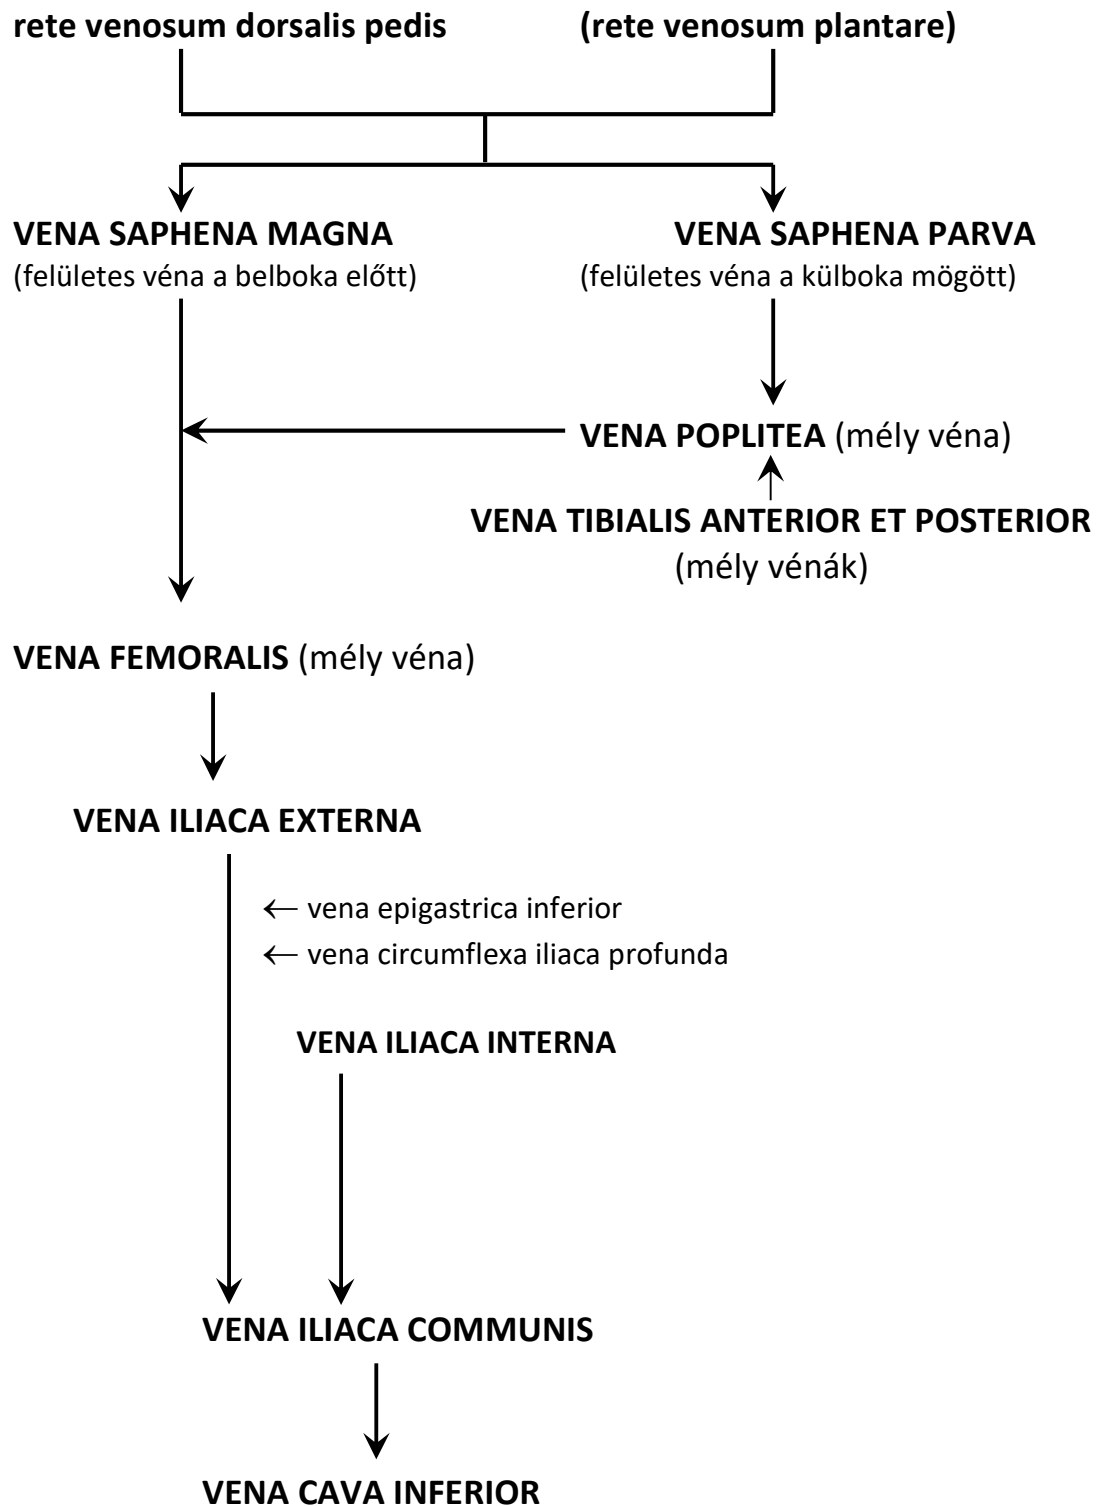 rete venosum dorsalis pedis (rete venosum plantare)
VENA SAPHENA MAGNA VENA SAPHENA PARVA
(felületes véna a belboka előtt) (felületes véna a külboka mögött)
VENA POPLITEA (mély véna)
VENA TIBIALIS ANTERIOR ET POSTERIOR
(mély vénák)
VENA FEMORALIS (mély véna)
VENA ILIACA EXTERNA
← vena epigastrica inferior
← vena circumflexa iliaca profunda
VENA ILIACA INTERNA
VENA ILIACA COMMUNIS
VENA CAVA INFERIOR